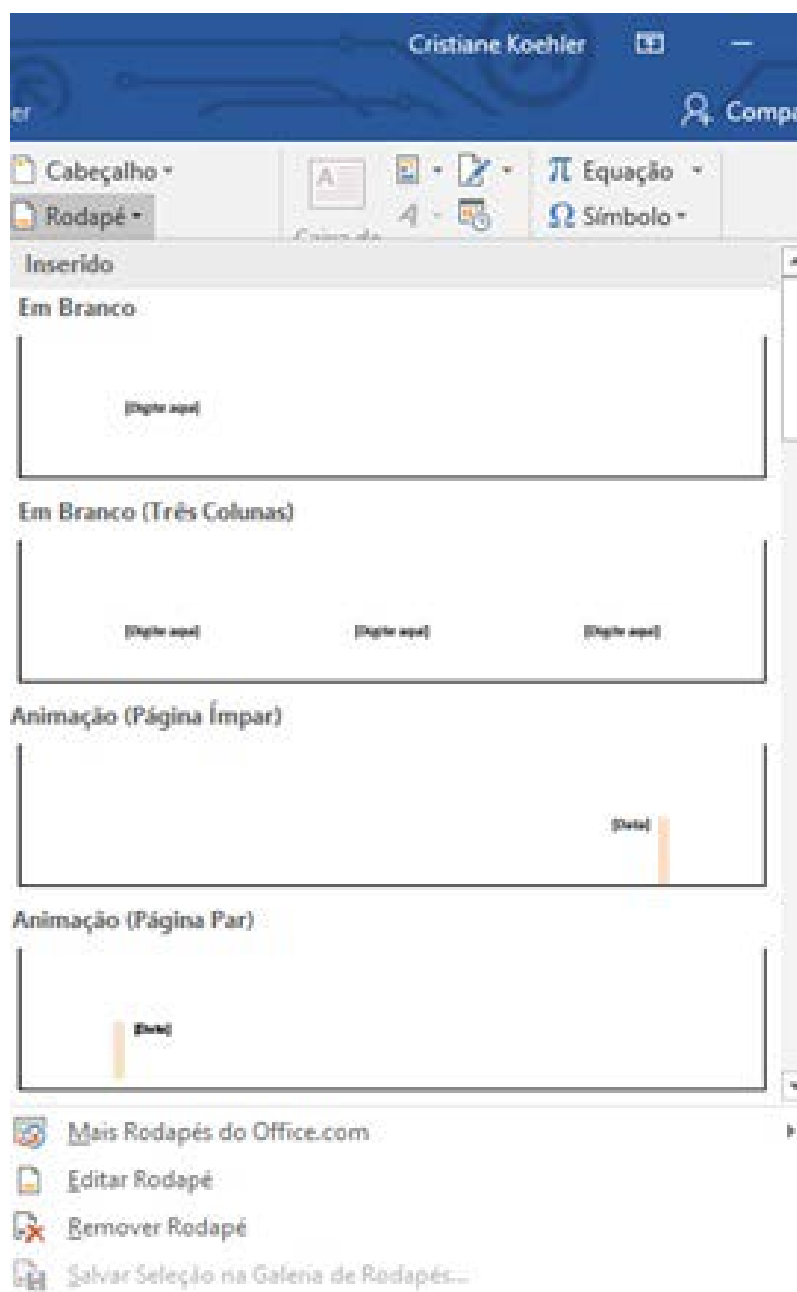 Cristiane Koehler
er
Compa
Cabeçalho
Rodapé
A
A
π Equação
Ω Símbolo
Inserido
Em Branco
[Digite aqui]
Em Branco (Três Colunas)
[Digite aqui] [Digite aqui] [Digite aqui]
Animação (Página Ímpar)
[Data]
Animação (Página Par)
[Data]
Mais Rodapés do Office.com
Editar Rodapé
Remover Rodapé
Salvar Seleção na Galeria de Rodapés...